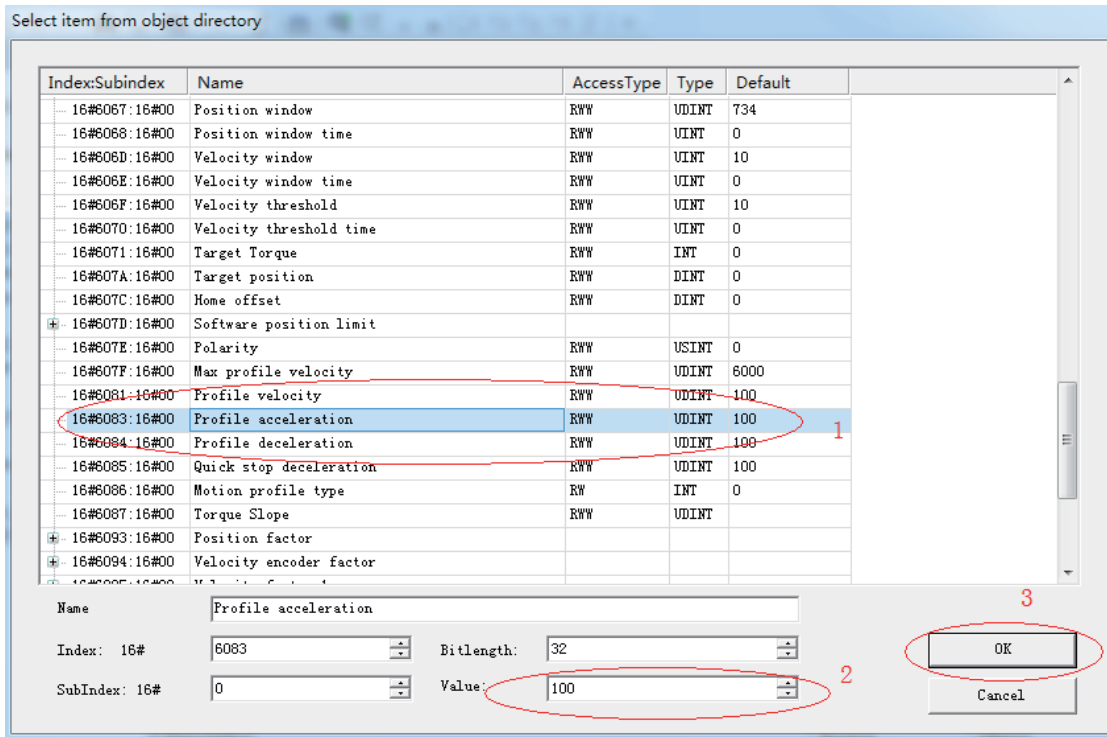 Select item from object directory
Index:Subindex Name AccessType Type Default
16#6067:16#00 Position window RWW UDINT 734
16#6068:16#00 Position window time RWW UINT 0
16#606D:16#00 Velocity window RWW UINT 10
16#606E:16#00 Velocity window time RWW UINT 0
16#606F:16#00 Velocity threshold RWW UINT 10
16#6070:16#00 Velocity threshold time RWW UINT 0
16#6071:16#00 Target Torque RWW INT 0
16#607A:16#00 Target position RWW DINT 0
16#607C:16#00 Home offset RWW DINT 0
16#607D:16#00 Software position limit
16#607E:16#00 Polarity RWW USINT 0
16#607F:16#00 Max profile velocity RWW UDINT 6000
16#6081:16#00 Profile velocity RWW UDINT 100
16#6083:16#00 Profile acceleration RWW UDINT 100 1
16#6084:16#00 Profile deceleration RWW UDINT 100
16#6085:16#00 Quick stop deceleration RWW UDINT 100
16#6086:16#00 Motion profile type RW INT 0
16#6087:16#00 Torque Slope RWW UDINT
16#6093:16#00 Position factor
16#6094:16#00 Velocity encoder factor
Name Profile acceleration 3
Index: 16# 6083 Bitlength: 32 OK
SubIndex: 16# 0 Value: 100 2 Cancel